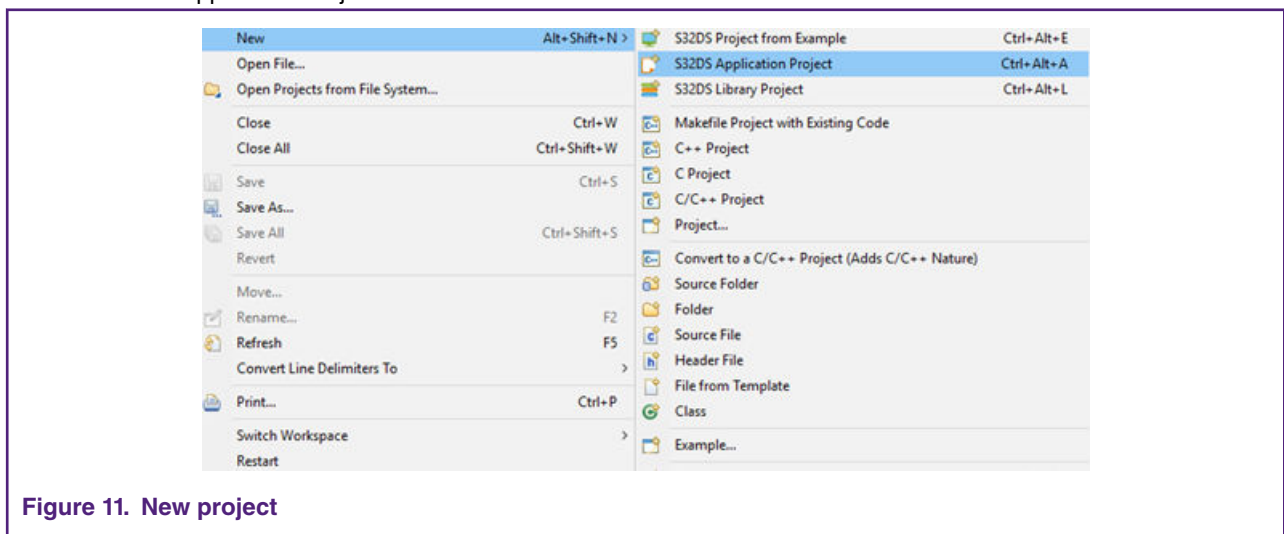 New Alt+Shift+N >
Open File...
Open Projects from File System...
Close Ctrl+W
Close All Ctrl+Shift+W
Save Ctrl+S
Save As...
Save All Ctrl+Shift+S
Revert
Move...
Rename... F2
Refresh F5
Convert Line Delimiters To >
Print... Ctrl+P
Switch Workspace >
Restart
S32DS Project from Example Ctrl+Alt+E
S32DS Application Project Ctrl+Alt+A
S32DS Library Project Ctrl+Alt+L
Makefile Project with Existing Code
C++ Project
C Project
C/C++ Project
Project...
Convert to a C/C++ Project (Adds C/C++ Nature)
Source Folder
Folder
Source File
Header File
File from Template
Class
Example...
Figure 11. New project